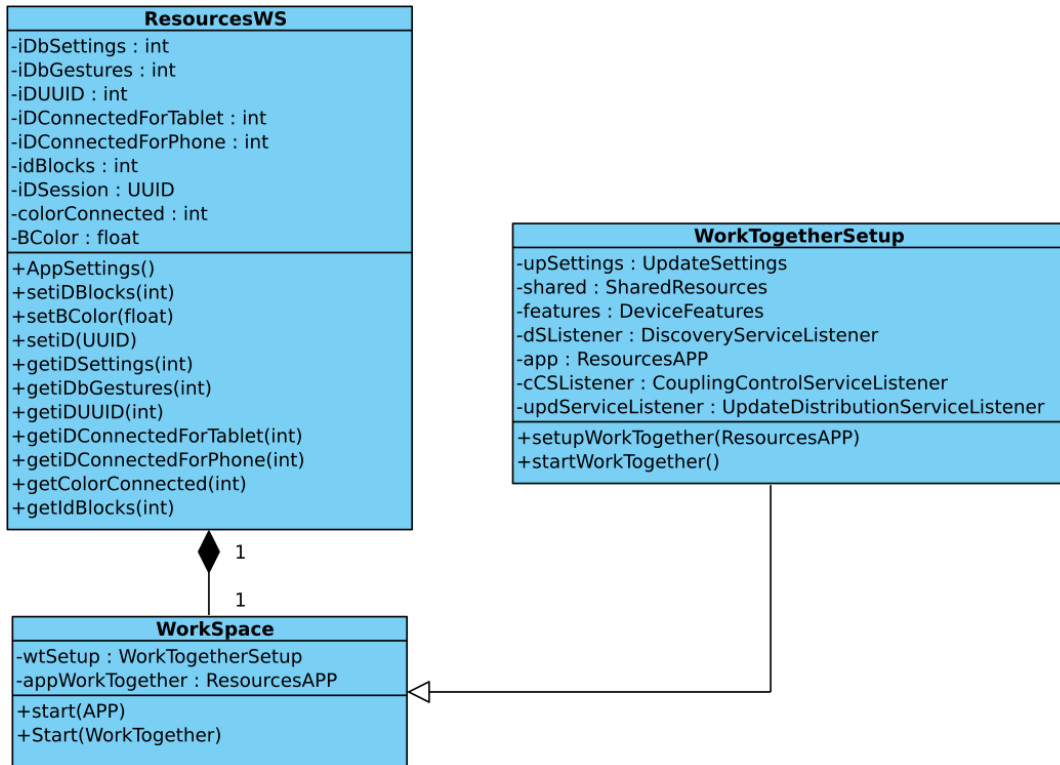 ResourcesWS
-iDbSettings : int
-iDbGestures : int
-iDUUID : int
-iDConnectedForTablet : int
-iDConnectedForPhone : int
-idBlocks : int
-iDSession : UUID
-colorConnected : int
-BColor : float
+AppSettings()
+setiDBlocks(int)
+setBColor(float)
+setiD(UUID)
+getiDSettings(int)
+getiDbGestures(int)
+getiDUUID(int)
+getiDConnectedForTablet(int)
+getiDConnectedForPhone(int)
+getColorConnected(int)
+getIdBlocks(int)
1
1
WorkSpace
-wtSetup : WorkTogetherSetup
-appWorkTogether : ResourcesAPP
+start(APP)
+Start(WorkTogether)
WorkTogetherSetup
-upSettings : UpdateSettings
-shared : SharedResources
-features : DeviceFeatures
-dSListener : DiscoveryServiceListener
-app : ResourcesAPP
-cCSListener : CouplingControlServiceListener
-updServiceListener : UpdateDistributionServiceListener
+setupWorkTogether(ResourcesAPP)
+startWorkTogether()